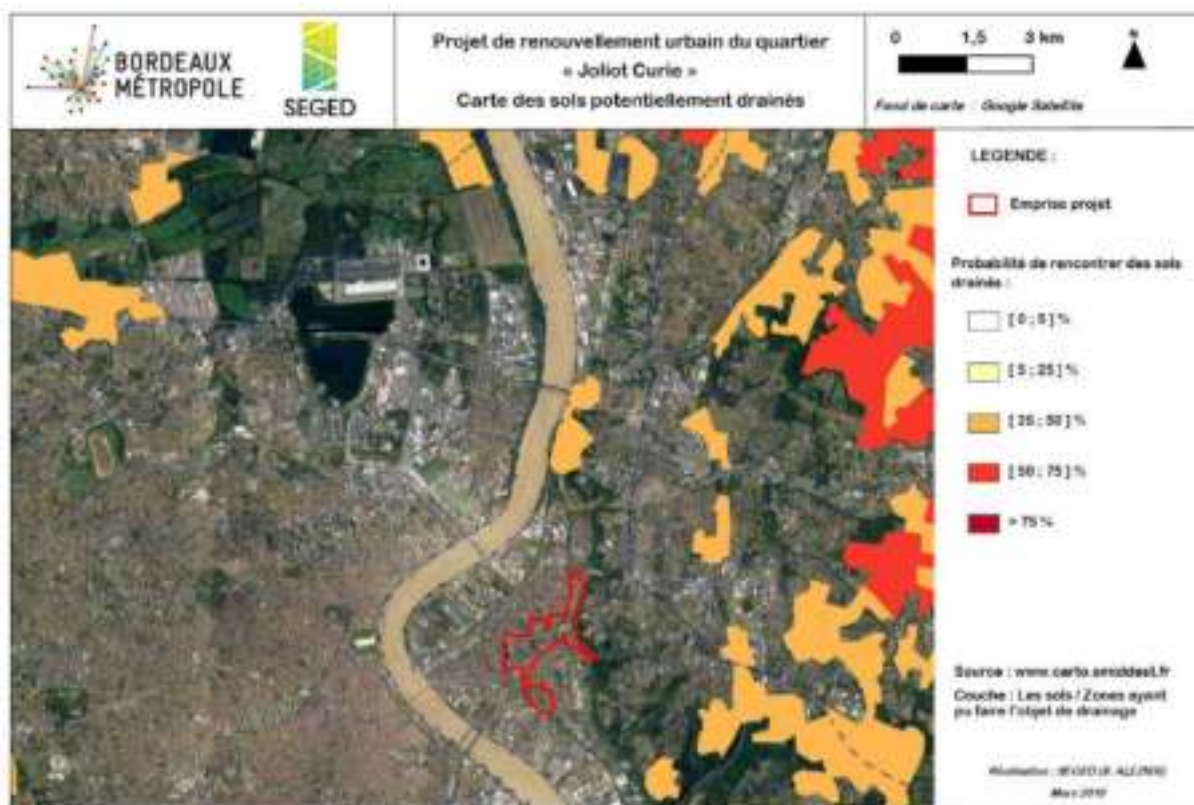 BORDEAUX
MÉTROPOLE
SEGED
Projet de renouvellement urbain du quartier
« Joliot Curie »
Carte des sols potentiellement drainés
0 1,5 3 km
N
Fond de carte : Google Satellite
LEGENDE :
Emprise projet
Probabilité de rencontrer des sols
drainés :
[ 0 ; 5 ] %
[ 5 ; 25 ] %
[ 25 ; 50 ] %
[ 50 ; 75 ] %
> 75 %
Couche : Les sols / Zones ayant
pu faire l'objet de drainage
Source : www.carto.
Réalisation : SEGED
Mars